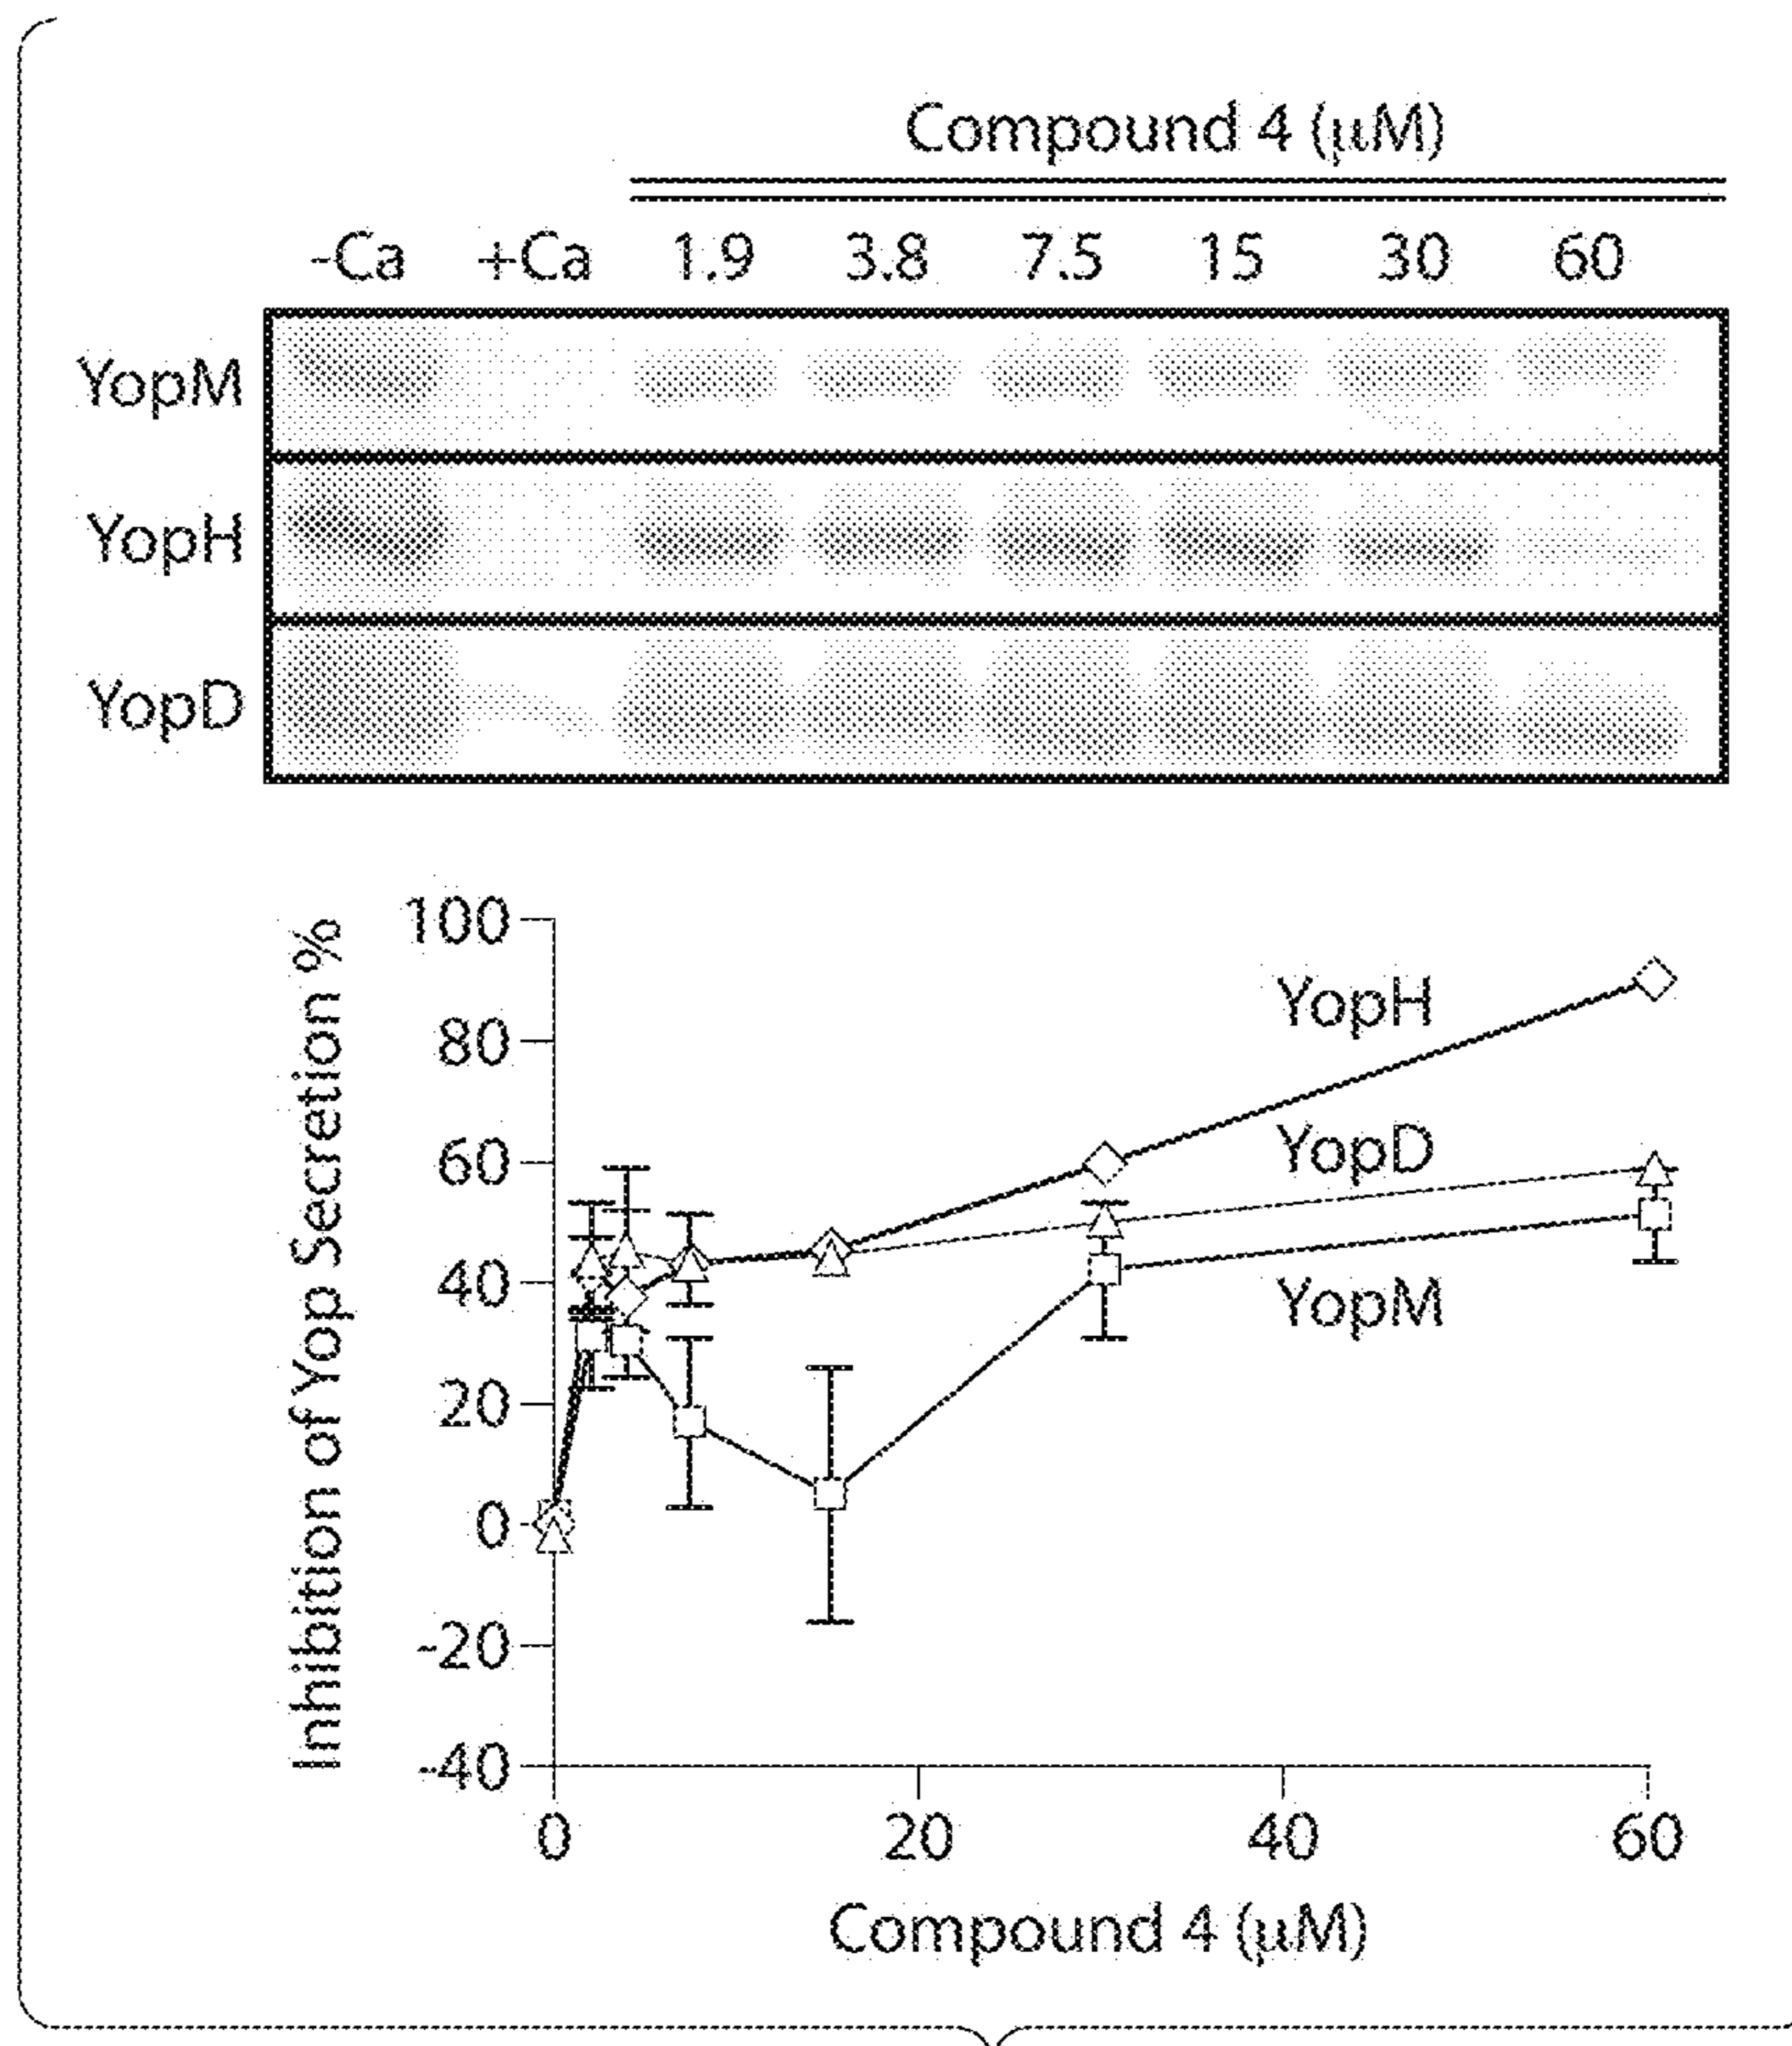 Compound 4 (μM)
-Ca +Ca 1.9 3.8 7.5 15 30 60
YopM
YopH
YopD
Inhibition of Yop Secretion %
100
80
60
40
20
0
-20
-40
YopH
YopD
YopM
0 20 40 60
Compound 4 (μM)